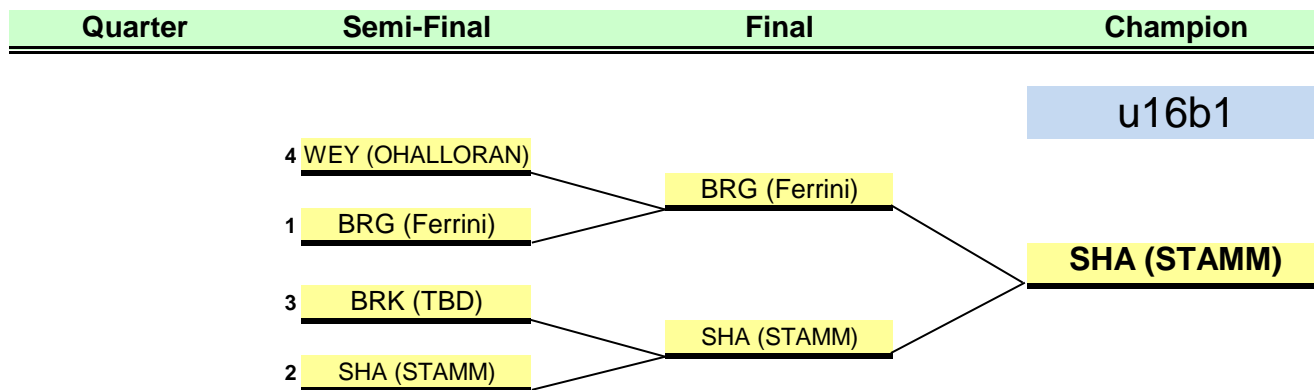 Quarter Semi-Final Final Champion
u16b1
4 WEY (OHALLORAN)
BRG (Ferrini)
1 BRG (Ferrini)
SHA (STAMM)
3 BRK (TBD)
SHA (STAMM)
2 SHA (STAMM)